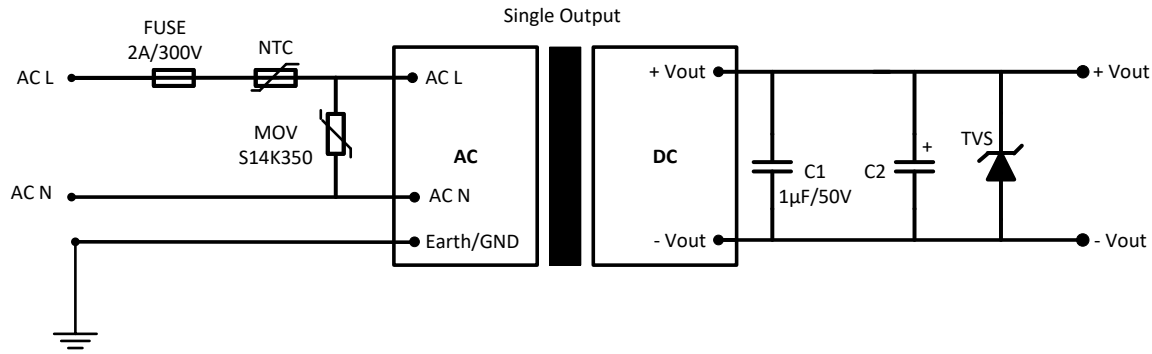 Single Output
FUSE
2A/300V
NTC
AC L
AC L
+ Vout
+ Vout
MOV
S14K350
AC
DC
TVS
+
C1
1µF/50V
C2
AC N
AC N
Earth/GND
- Vout
- Vout